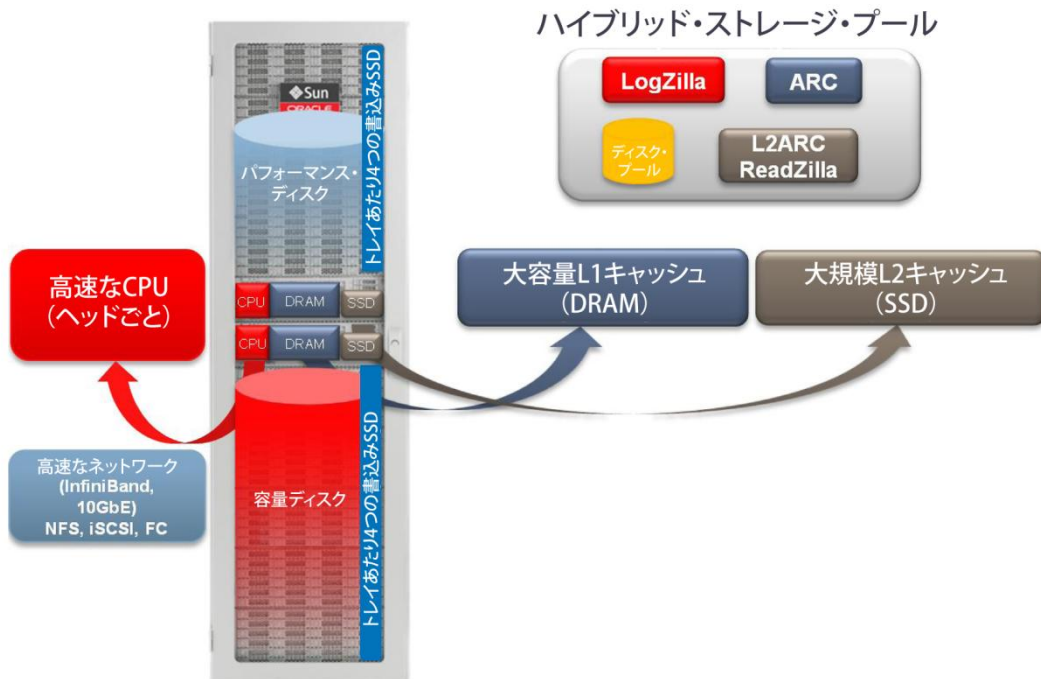 ハイブリッド・ストレージ・プール
LogZilla
ARC
ディスク・
プール
L2ARC
ReadZilla
Sun
ORACLE
パフォーマンス・
ディスク
トレイあたり4つの書込みSSD
高速なCPU
(ヘッドごと)
大容量L1キャッシュ
(DRAM)
大規模L2キャッシュ
(SSD)
CPU
DRAM
SSD
CPU
DRAM
SSD
高速なネットワーク
(InfiniBand,
10GbE)
NFS, iSCSI, FC
容量ディスク
トレイあたり4つの書込みSSD